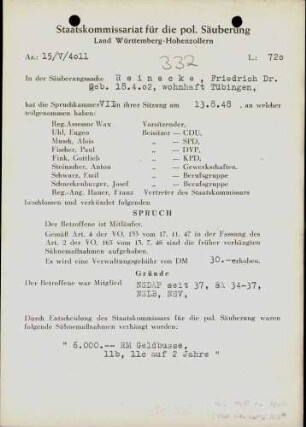 Staatskommissariat für die pol. Säuberung
Land Württemberg-Hohenzollern
Az.: 15/V/4o11
332
L.: 72o
In der Säuberungssache R e i n e c k e , Friedrich Dr.
geb. 18.4.o2, wohnhaft Tübingen,
hat die Spruchkammer VII in ihrer Sitzung am 13.8.48 , an welcher
teilgenommen haben:
Reg.Assessor Wax Vorsitzender,
Uhl, Eugen Beisitzer - CDU,
Munch, Alois „ - SPD,
Fischer, Paul „ - DVP,
Fink, Gottlieb „ - KPD,
Steinacher, Anton „ - Gewerkschaften.
Schwarz, Emil „ - Berufsgruppe
Schneckenburger, Josef „ - Berufsgruppe
Reg.-Ang. Hauer, Franz Vertreter des Staatskommissars
beschlossen und verkündet wie folgt:
SPRUCH
Der Betroffene ist Mitläufer.
Gemäß Art. 4 der VO. 133 vom 17. 11. 47 in der Fassung des
Art. 2 der VO. 165 vom 13. 7. 48 sind die früher verhängten
Sühnemaßnahmen aufgehoben.
Es wird eine Verwaltungsgebühr von DM 30.- erhoben.
Gründe
Der Betroffene war Mitglied NSDAP seit 37, SA 34-37,
NSLB, NSV,
Durch Entscheidung des Staatskommissars für die pol. Säuberung waren
folgende Sühnemaßnahmen verhängt worden:
" 6.000.-- RM Geldbusse,
11b, 11c auf 2 Jahre "